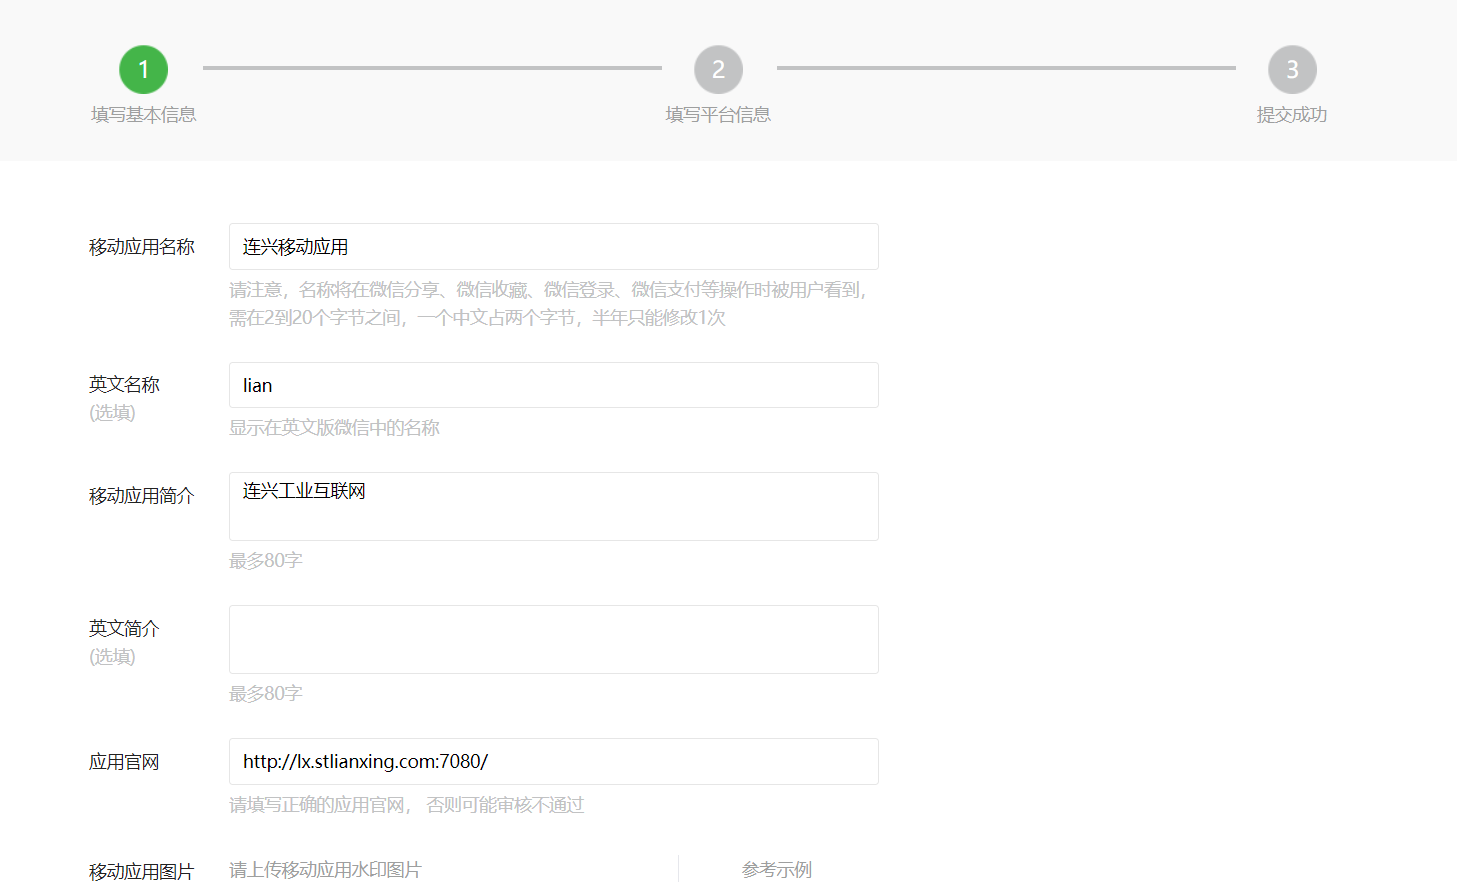 1
2
3
填写基本信息
填写平台信息
提交成功
移动应用名称
连兴移动应用
请注意，名称将在微信分享、微信收藏、微信登录、微信支付等操作时被用户看到，
需在2到20个字节之间，一个中文占两个字节，半年只能修改1次
英文名称
lian
(选填)
显示在英文版微信中的名称
移动应用简介
连兴工业互联网
最多80字
英文简介
(选填)
最多80字
应用官网
http://lx.stlianxing.com:7080/
请填写正确的应用官网， 否则可能审核不通过
移动应用图片
请上传移动应用水印图片
参考示例